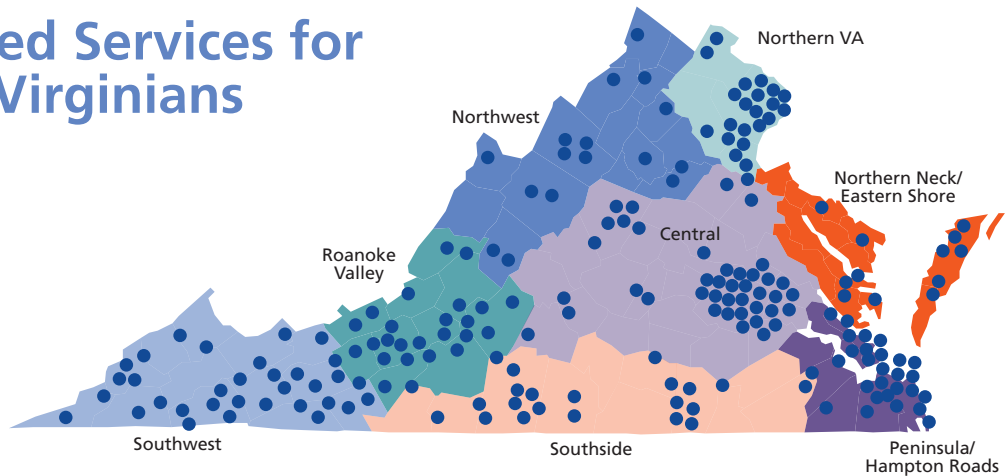 ed Services for
Virginians
Northern VA
Northwest
Northern Neck/
Eastern Shore
Central
Roanoke
Valley
Southwest
Southside
Peninsula/
Hampton Roads